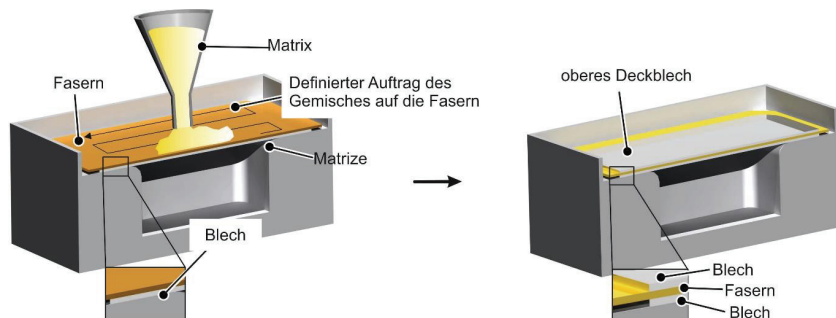 Matrix
Fasern
Definierter Auftrag des
Gemisches auf die Fasern
Matrize
Blech
oberes Deckblech
Blech
Fasern
Blech